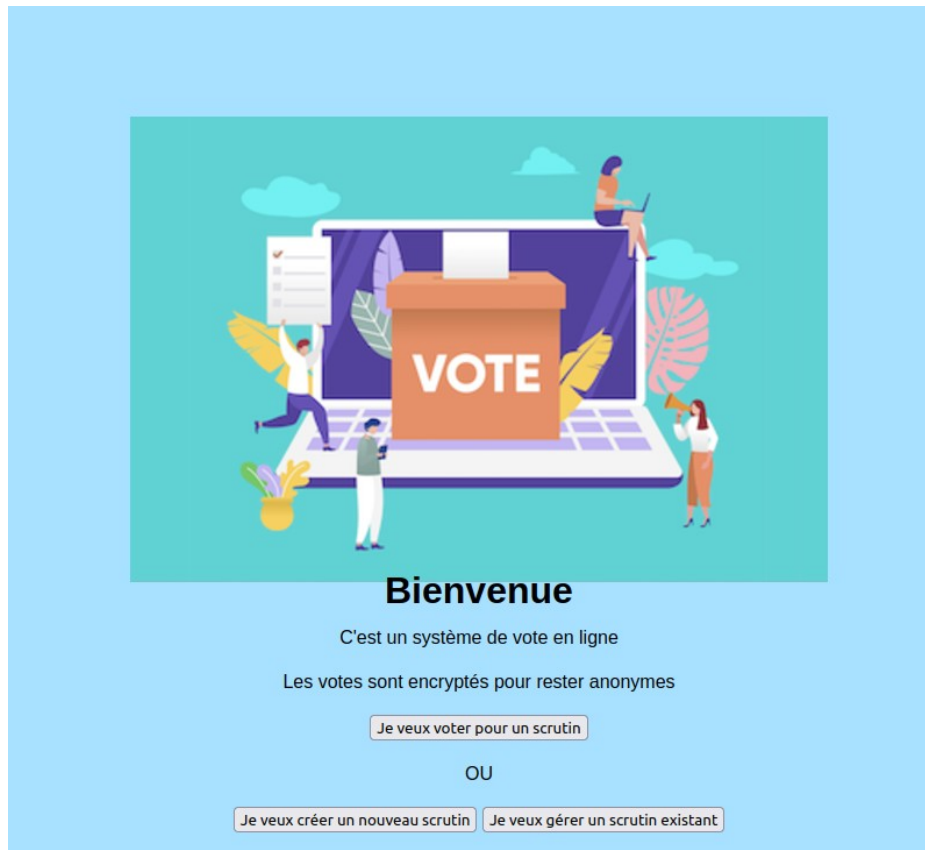 VOTE
Bienvenue
C'est un système de vote en ligne
Les votes sont encryptés pour rester anonymes
Je veux voter pour un scrutin
OU
Je veux créer un nouveau scrutin Je veux gérer un scrutin existant